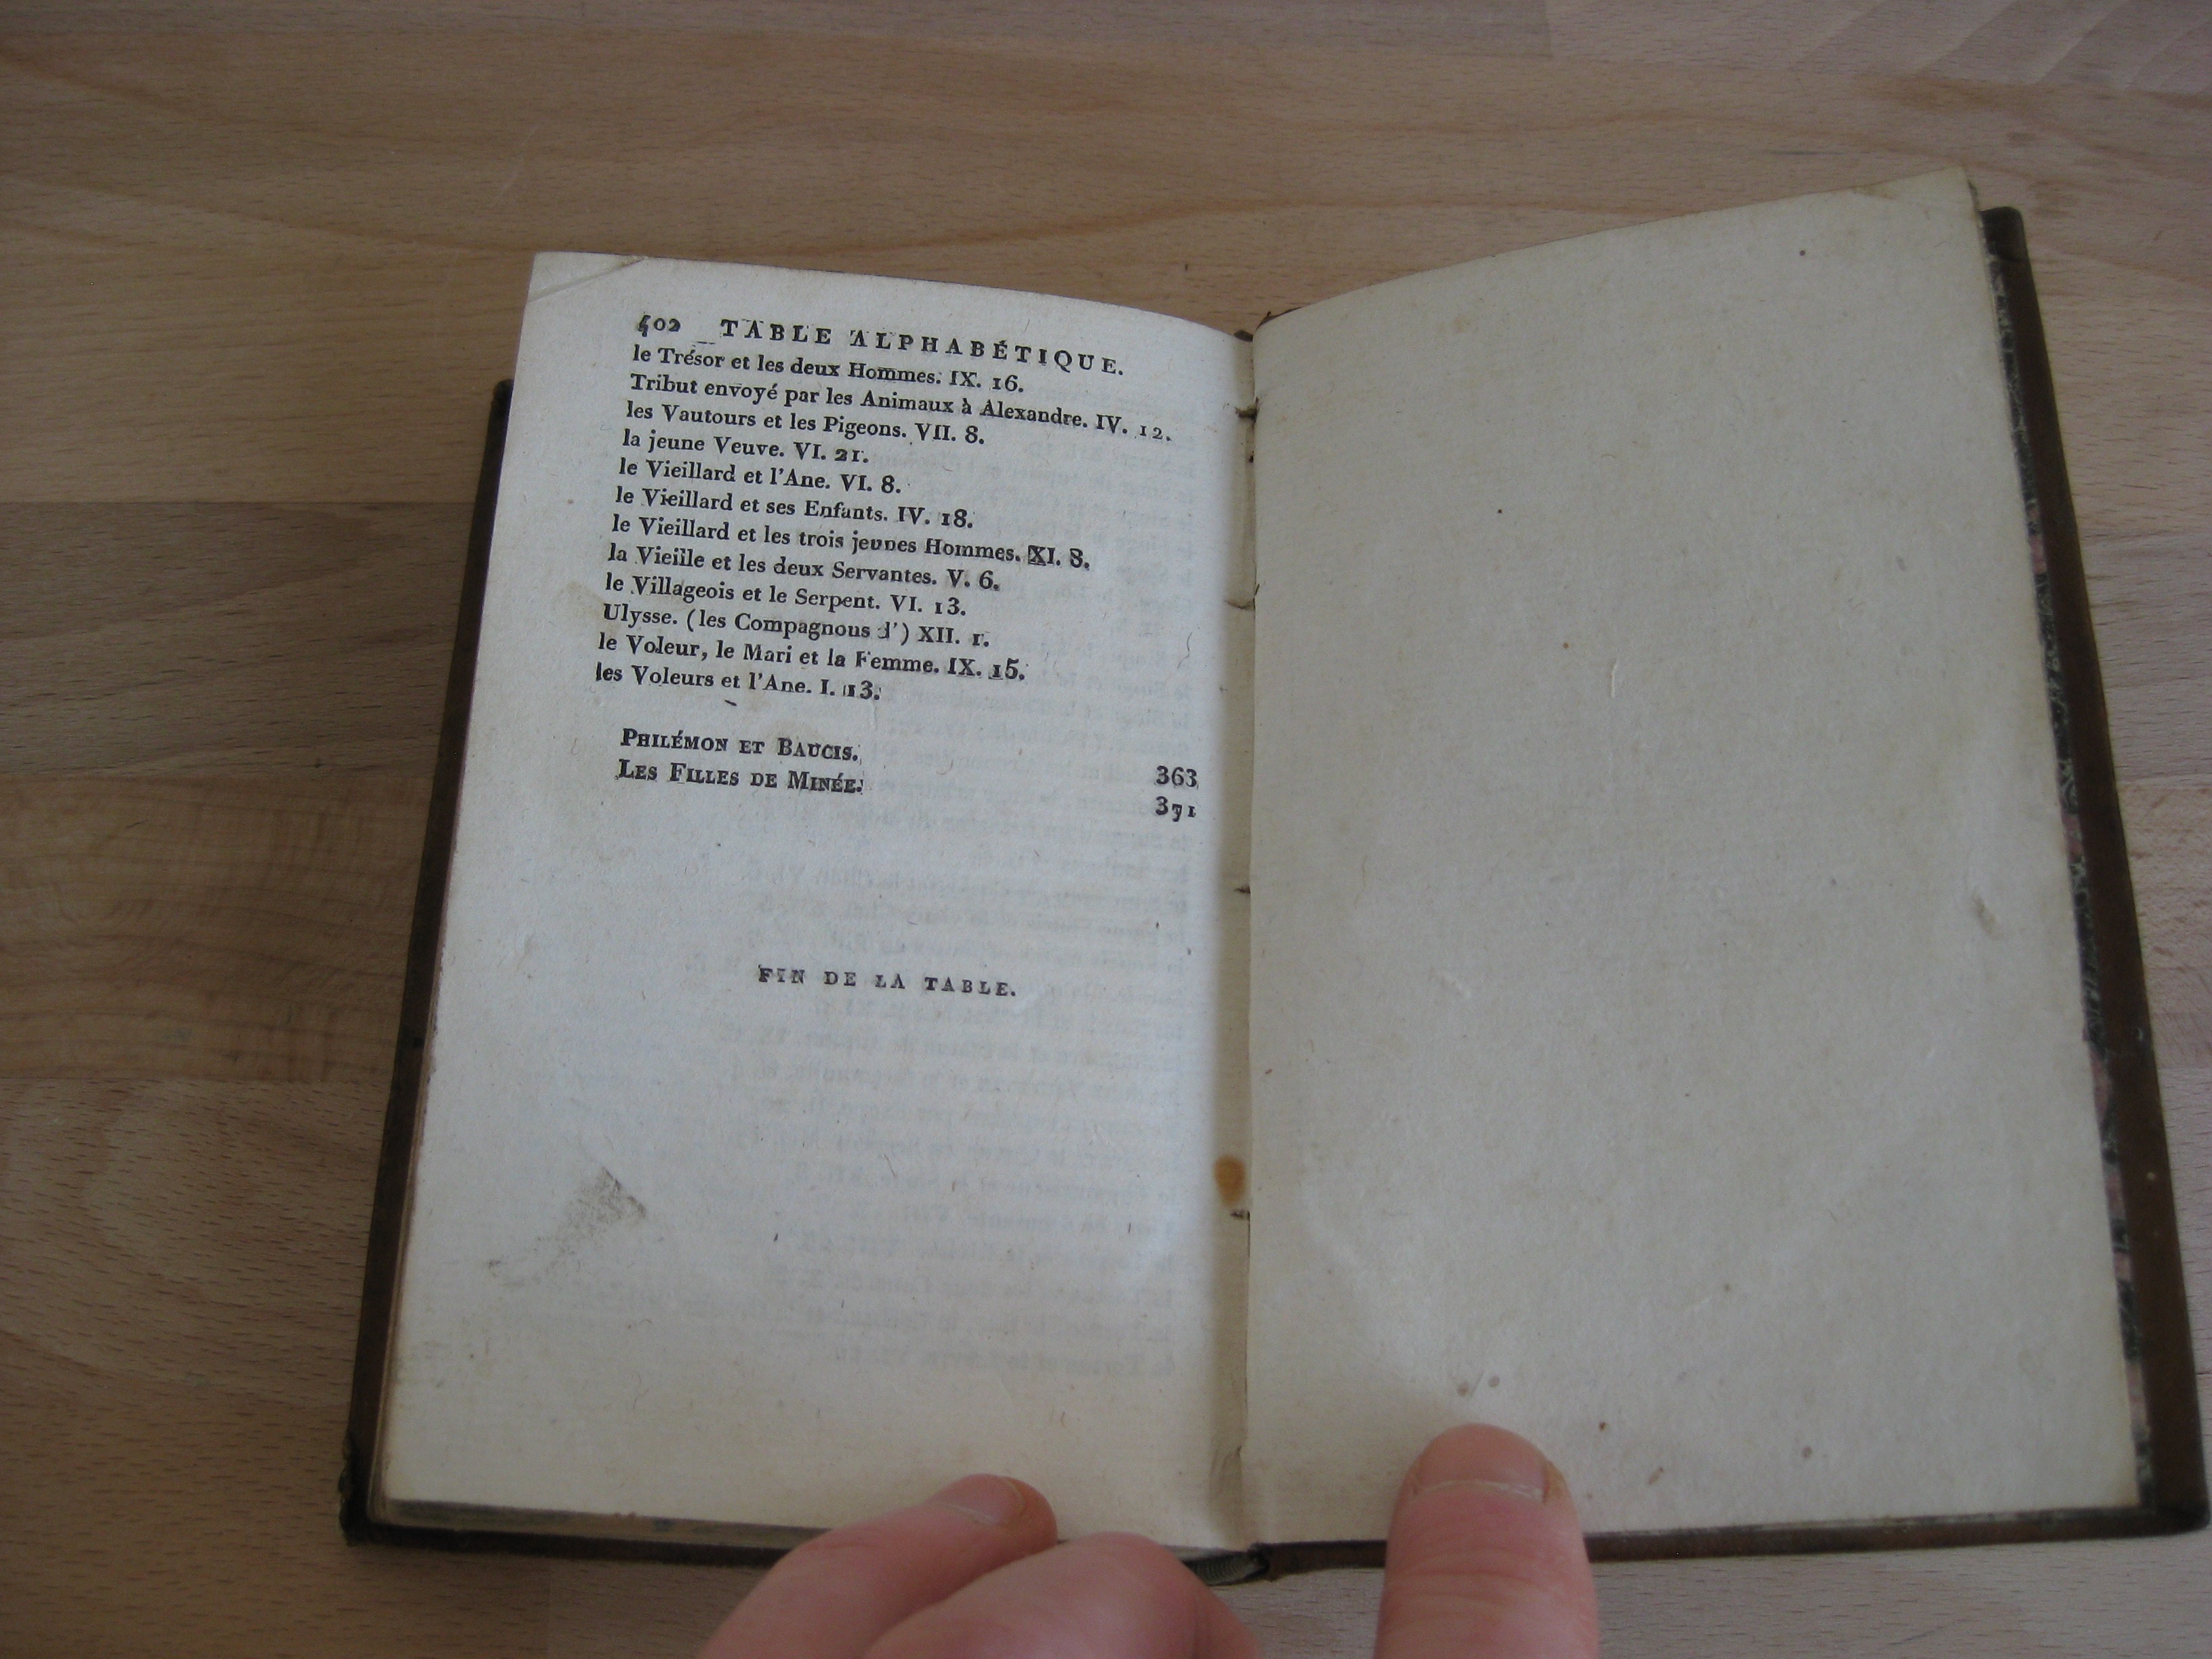 402 TABLE ALPHABÉTIQUE.
le Trésor et les deux Hommes. IX. 16.
Tribut envoyé par les Animaux à Alexandre. IV. 12.
les Vautours et les Pigeons. VII. 8.
la jeune Veuve. VI. 21.
le Vieillard et l'Ane. VI. 8.
le Vieillard et ses Enfants. IV. 18.
le Vieillard et les trois jeunes Hommes. XI. 8.
la Vieille et les deux Servantes. V. 6.
le Villageois et le Serpent. VI. 13.
Ulysse. (les Compagnous d') XII. 1.
le Voleur, le Mari et la Femme. IX. 15.
les Voleurs et l'Ane. I. 13.
PHILÉMON ET BAUCIS. 363
LES FILLES DE MINÉE. 371
FIN DE LA TABLE.